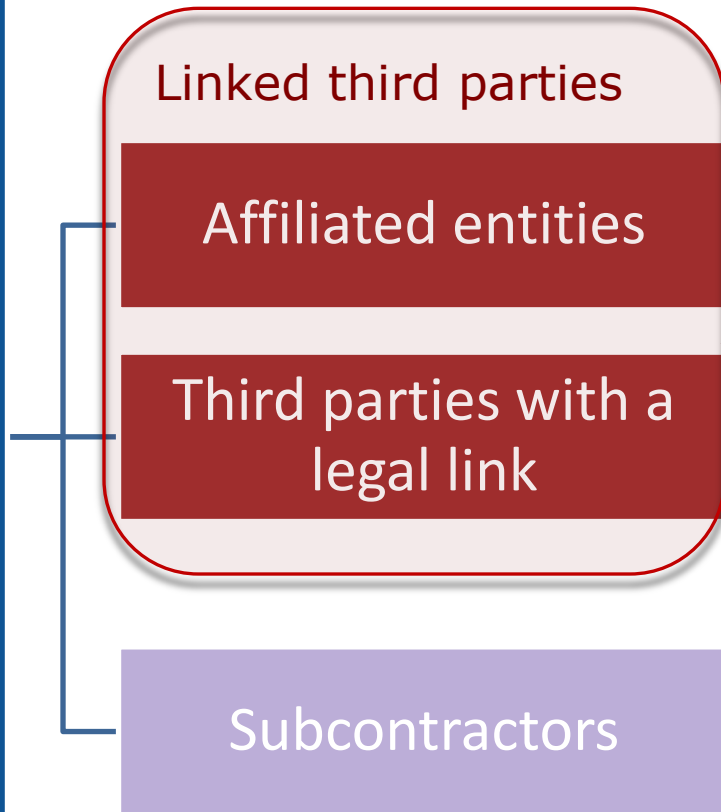 Linked third parties
Affiliated entities
Third parties with a
legal link
Subcontractors